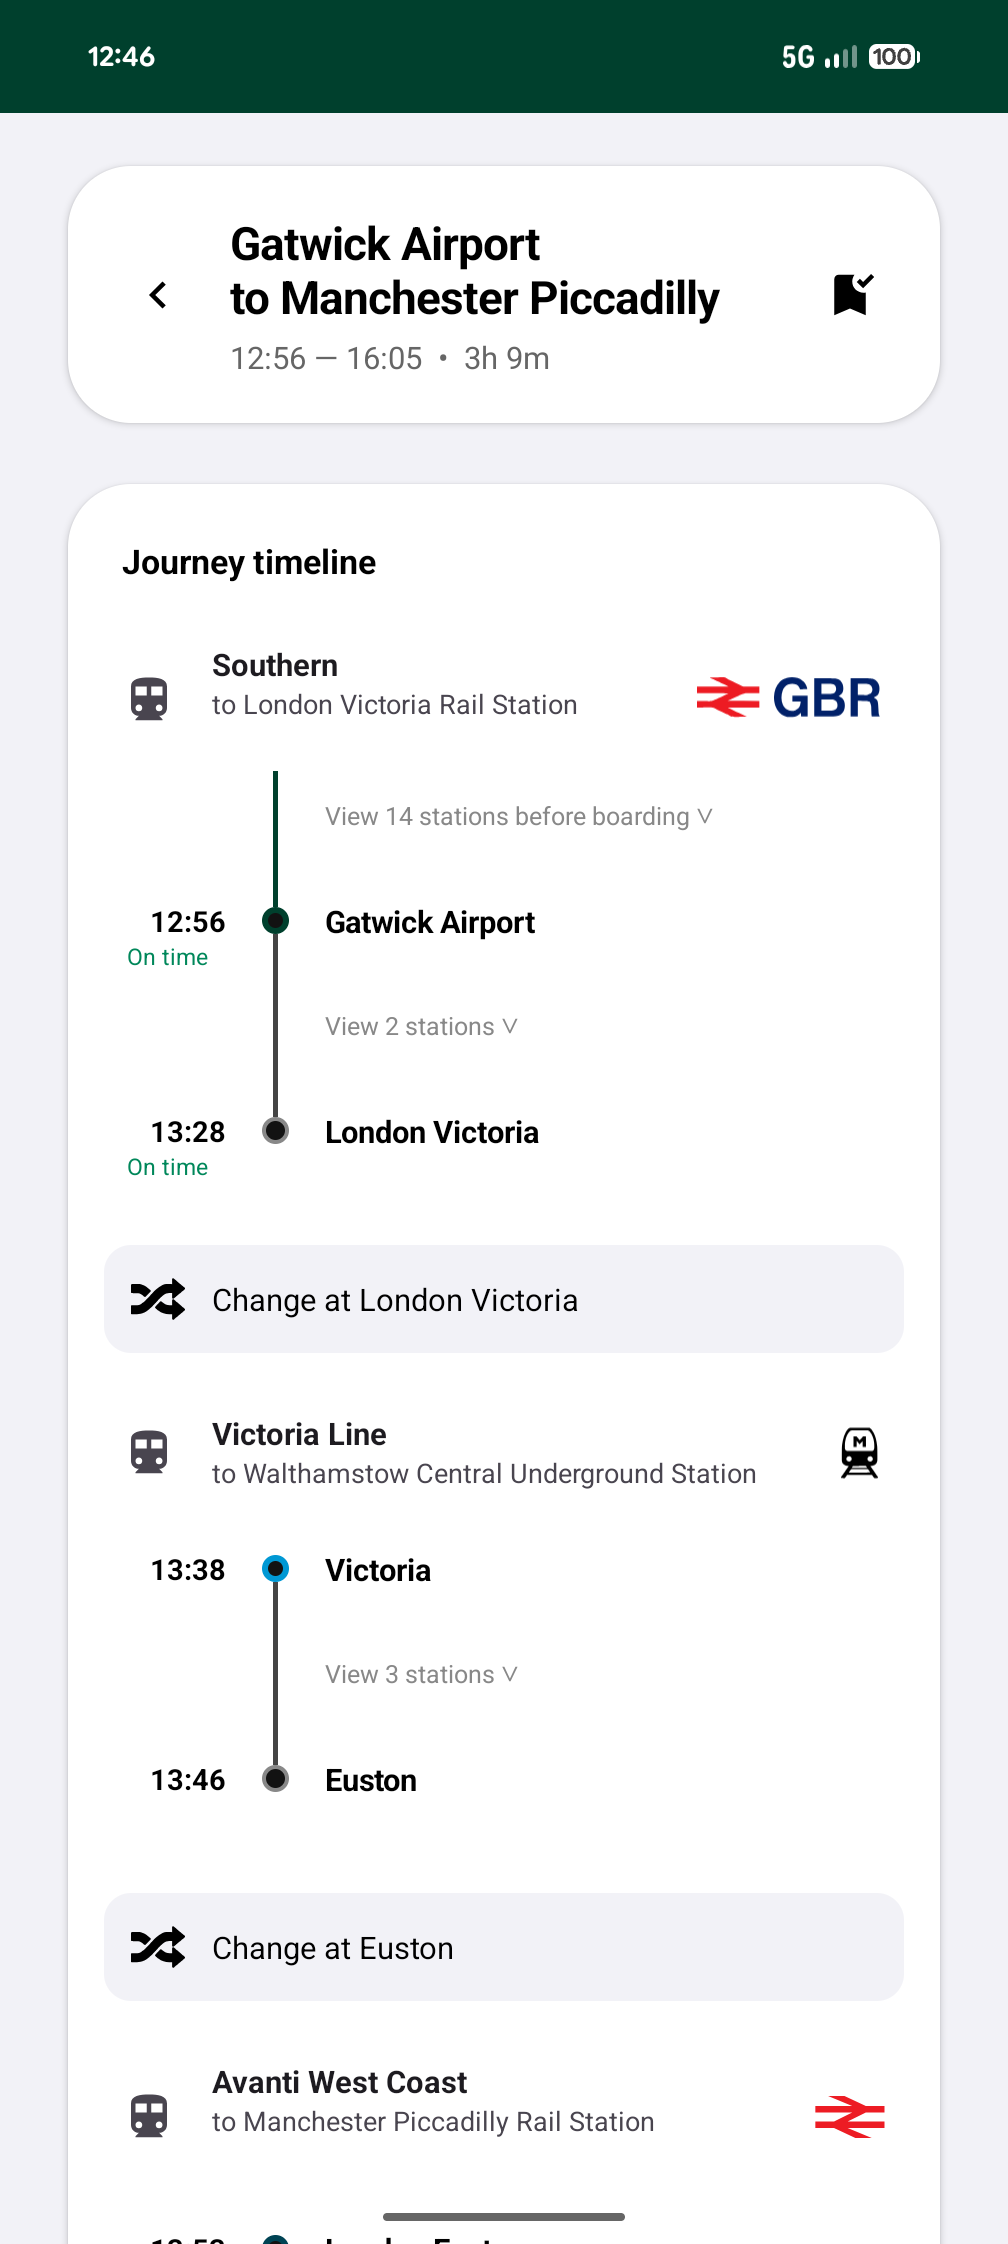 12:46
5G
100
Gatwick Airport
to Manchester Piccadilly
12:56 — 16:05 • 3h 9m
Journey timeline
Southern
to London Victoria Rail Station
GBR
View 14 stations before boarding
12:56
Gatwick Airport
On time
View 2 stations
13:28
London Victoria
On time
Change at London Victoria
Victoria Line
to Walthamstow Central Underground Station
M
13:38
Victoria
View 3 stations
13:46
Euston
Change at Euston
Avanti West Coast
to Manchester Piccadilly Rail Station